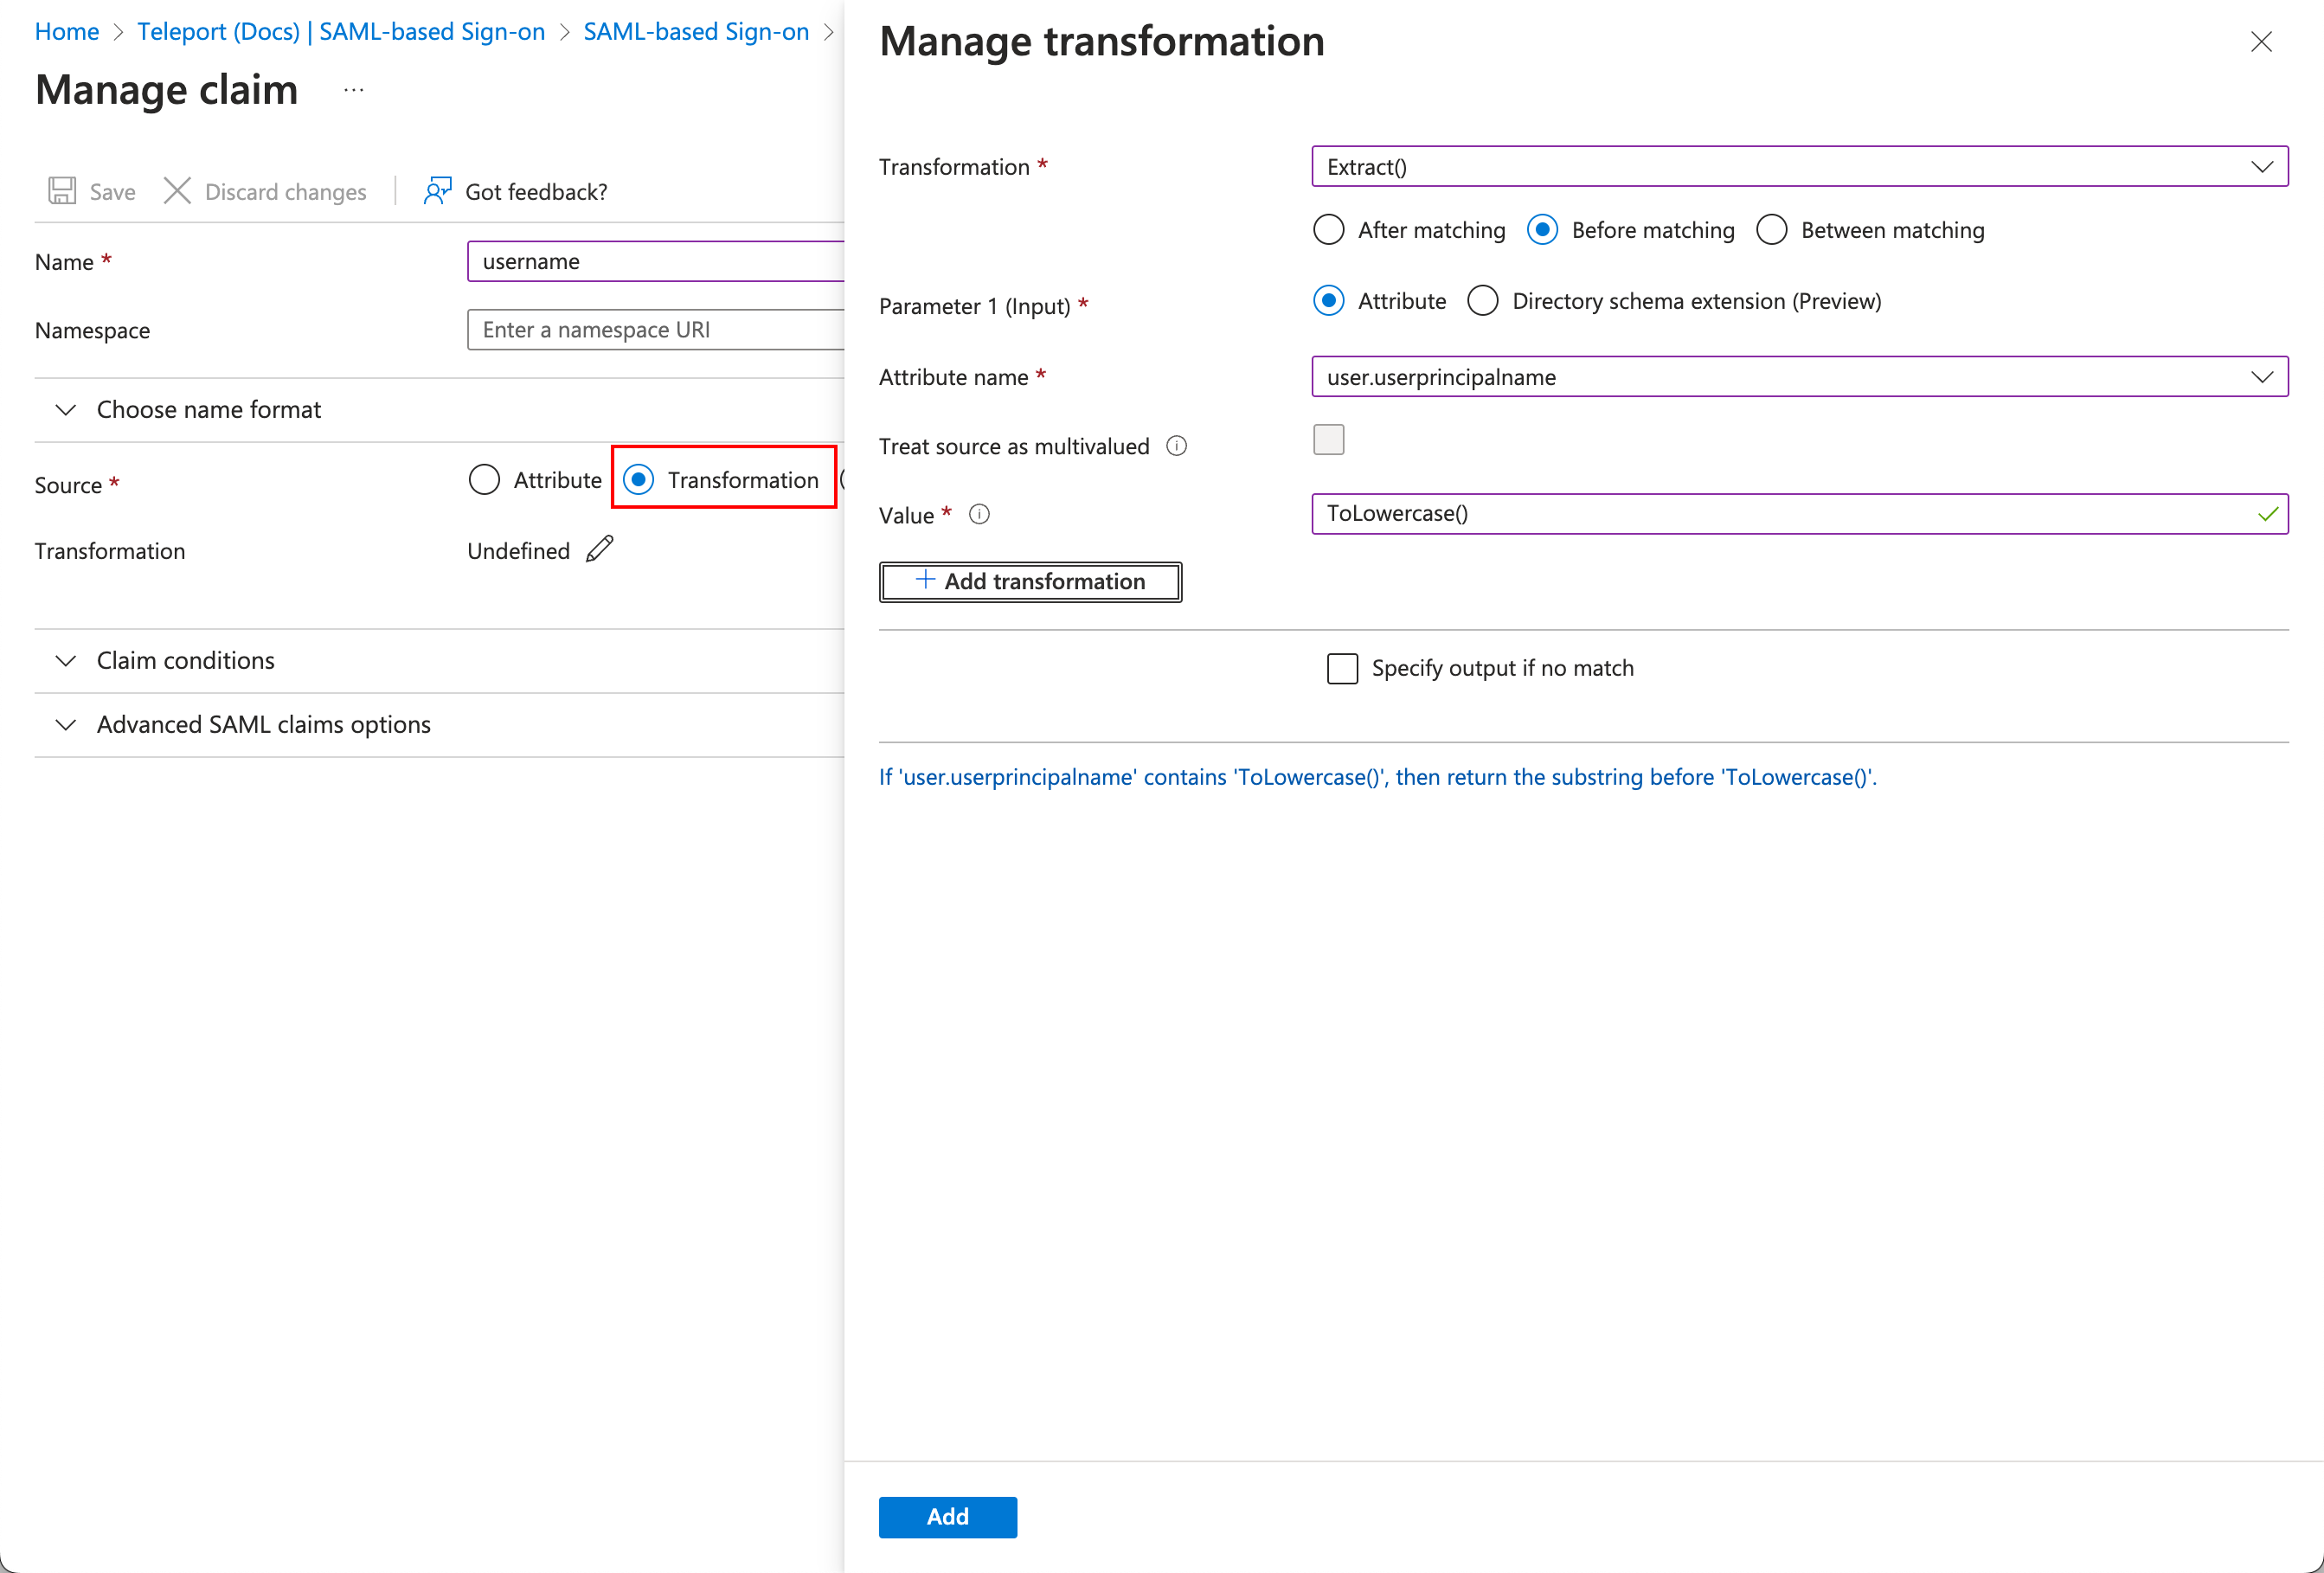 Home > Teleport (Docs) | SAML-based Sign-on > SAML-based Sign-on >
Manage claim ...
Save Discard changes Got feedback?
Name *
username
Namespace
Enter a namespace URI
Choose name format
Source *
Attribute Transformation
Transformation
Undefined
Claim conditions
Advanced SAML claims options
Manage transformation
Transformation *
Extract()
After matching Before matching Between matching
Parameter 1 (Input) *
Attribute Directory schema extension (Preview)
Attribute name *
user.userprincipalname
Treat source as multivalued
Value *
ToLowercase()
+ Add transformation
Specify output if no match
If 'user.userprincipalname' contains 'ToLowercase()', then return the substring before 'ToLowercase()'.
Add